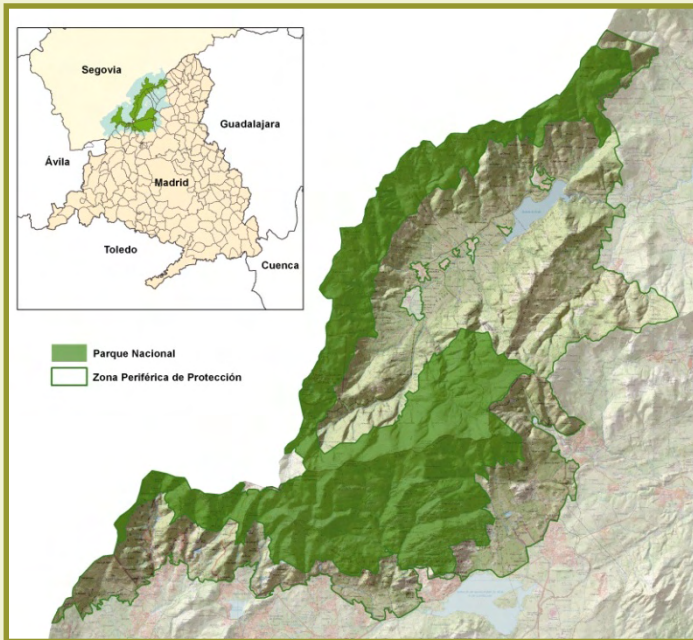 Segovia
Guadalajara
Ávila
Madrid
Toledo
Cuenca
Parque Nacional
Zona Periférica de Protección